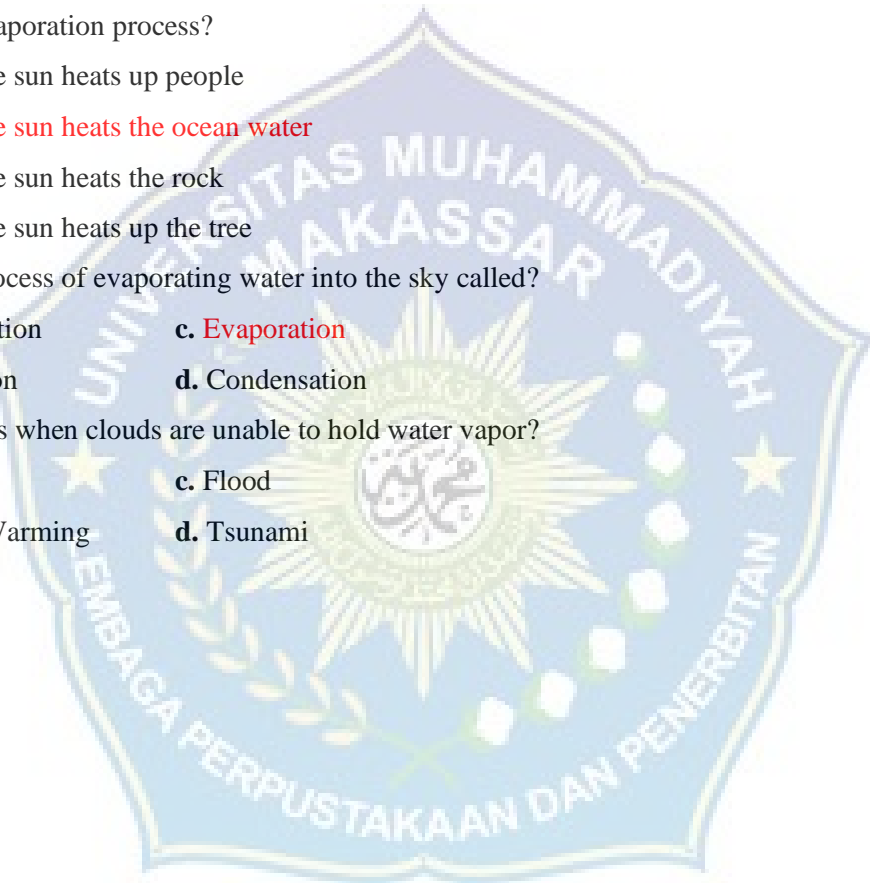 aporation process?
e sun heats up people
e sun heats the ocean water
e sun heats the rock
e sun heats up the tree
ocess of evaporating water into the sky called?
tion c. Evaporation
on d. Condensation
s when clouds are unable to hold water vapor?
c. Flood
Warming d. Tsunami
UNIVERSITAS MUHAMMADIYAH
MAKASSAR
LEMBAGA PERPUSTAKAAN DAN PENERBITAN